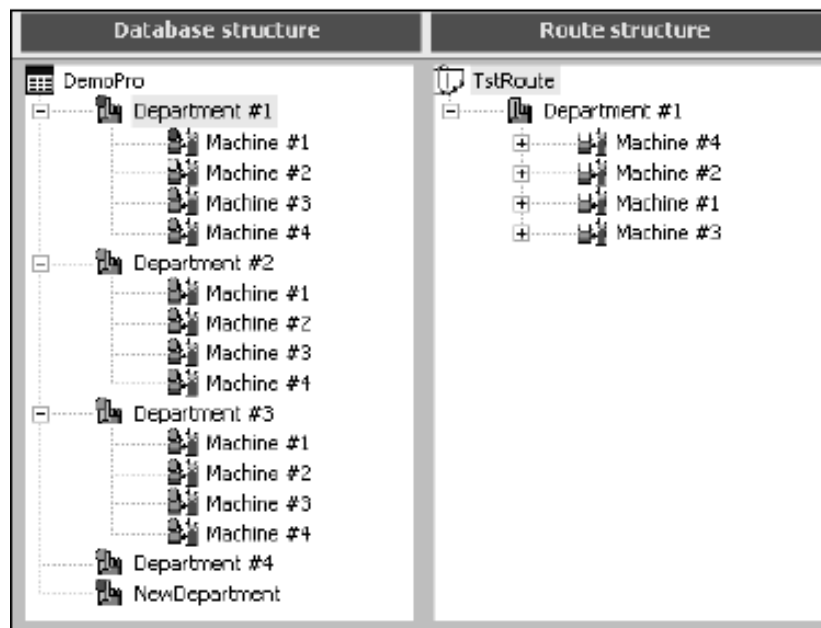 Database structure
DemoPro
Department #1
Machine #1
Machine #2
Machine #3
Machine #4
Department #2
Machine #1
Machine #2
Machine #3
Machine #4
Department #3
Machine #1
Machine #2
Machine #3
Machine #4
Department #4
NewDepartment
Route structure
TstRoute
Department #1
Machine #4
Machine #2
Machine #1
Machine #3